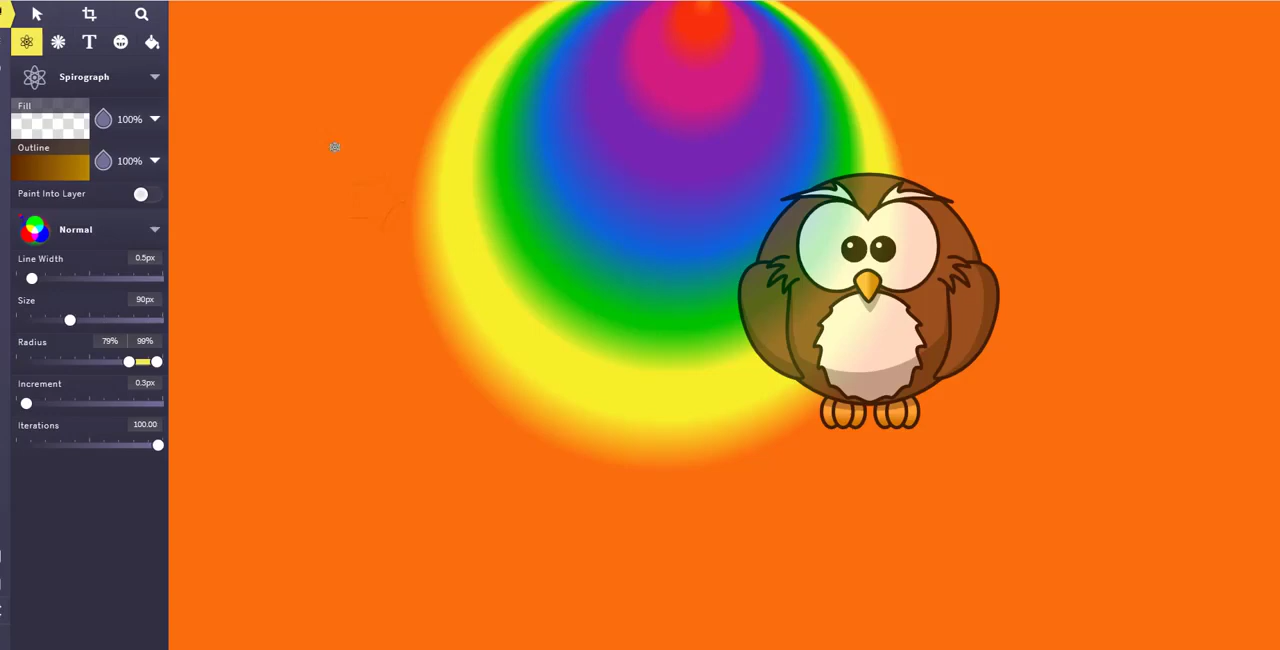 T
Spirograph
Fill
100%
Outline
100%
Paint Into Layer
Normal
Line Width 0.5px
Size 90px
Radius 79% 99%
Increment 0.3px
Iterations 100.00